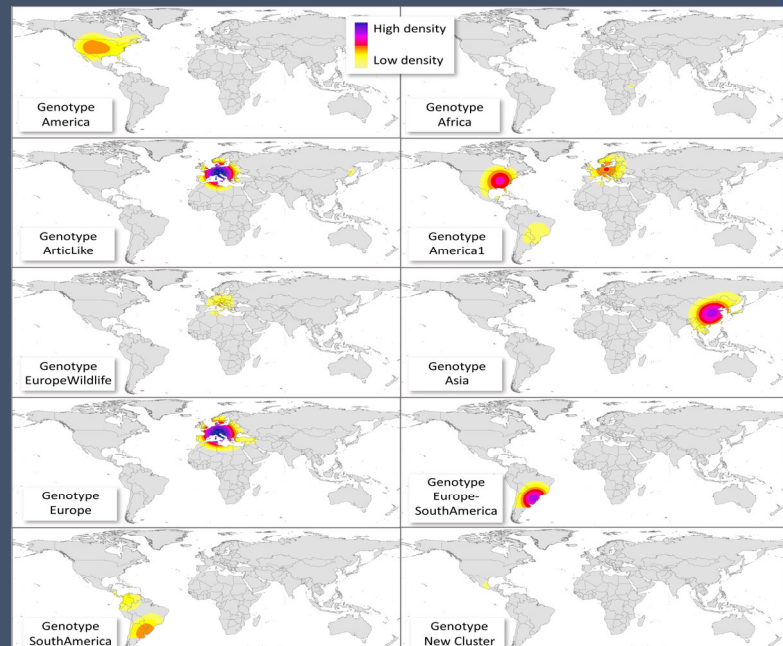 High density
Low density
Genotype
America
Genotype
Africa
Genotype
ArticLike
Genotype
America1
Genotype
EuropeWildlife
Genotype
Asia
Genotype
Europe
Genotype
Europe-
SouthAmerica
Genotype
SouthAmerica
Genotype
New Cluster